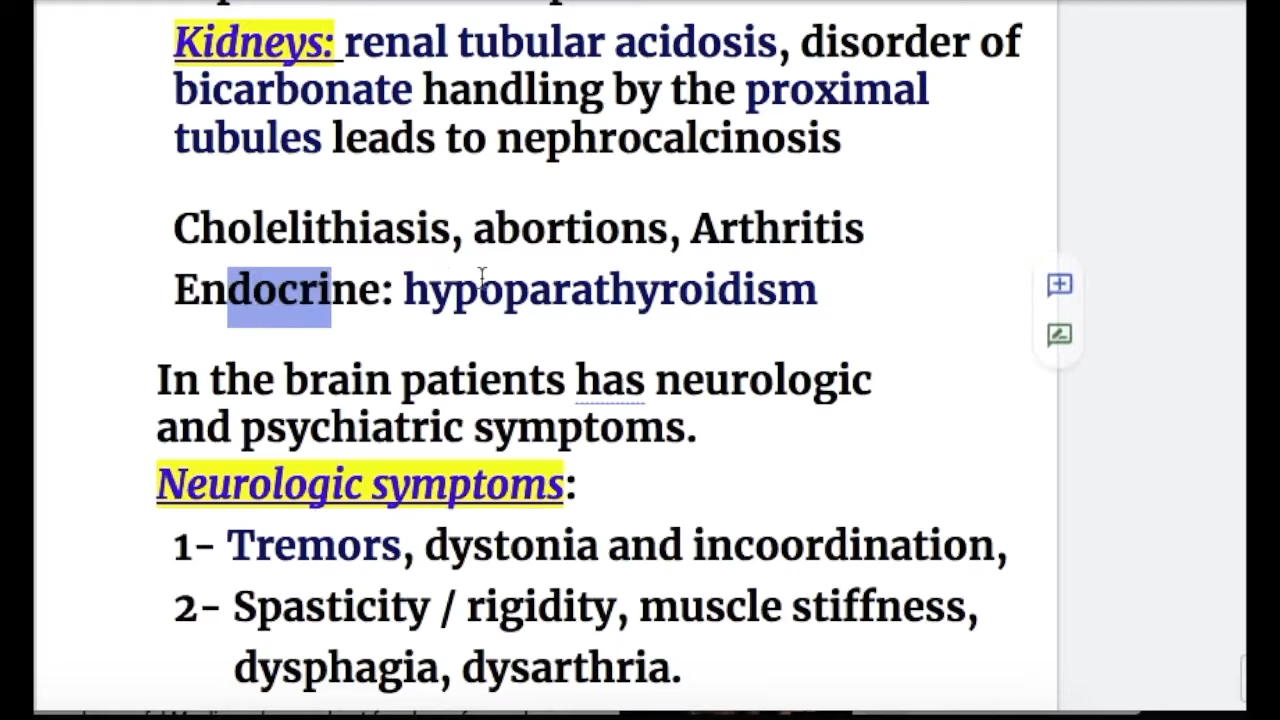 Kidneys: renal tubular acidosis, disorder of
bicarbonate handling by the proximal
tubules leads to nephrocalcinosis
Cholelithiasis, abortions, Arthritis
Endocrine: hypoparathyroidism
In the brain patients has neurologic
and psychiatric symptoms.
Neurologic symptoms:
1- Tremors, dystonia and incoordination,
2- Spasticity / rigidity, muscle stiffness,
dysphagia, dysarthria.